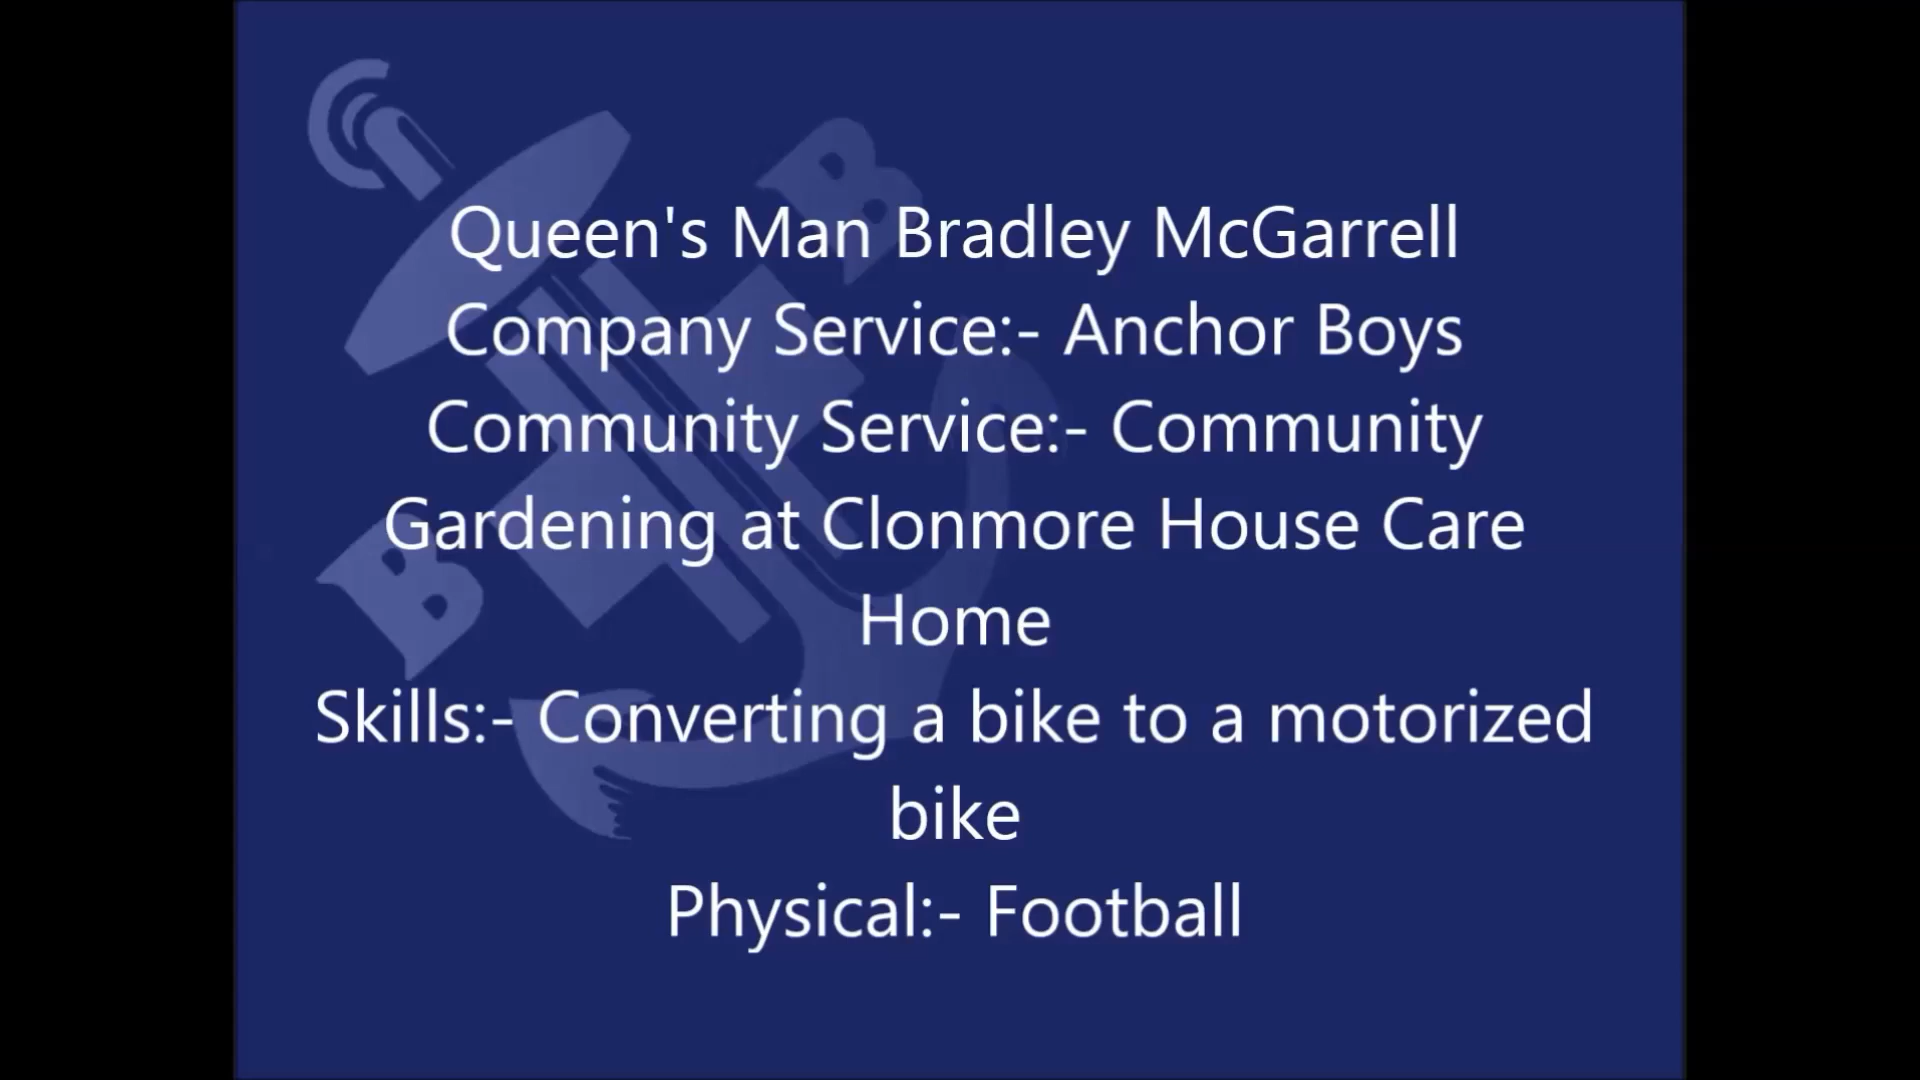 Queen's Man Bradley McGarrell
Company Service:- Anchor Boys
Community Service:- Community
Gardening at Clonmore House Care
Home
Skills:- Converting a bike to a motorized
bike
Physical:- Football
B B